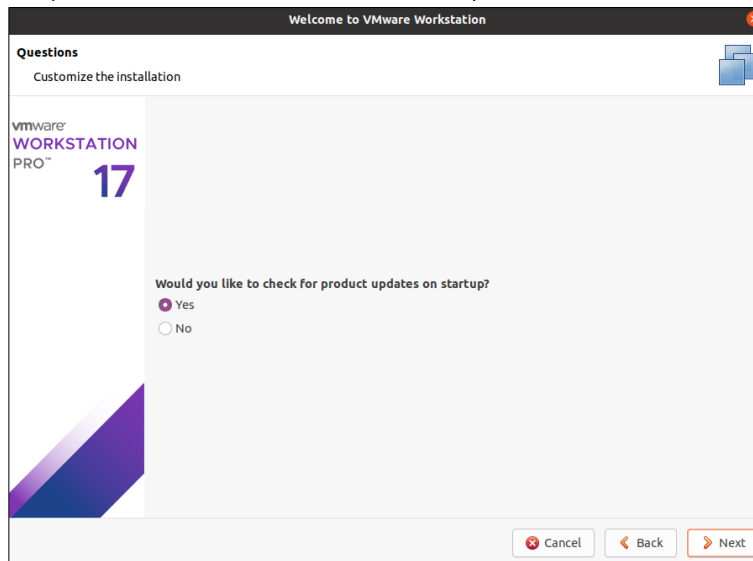 Welcome to VMware Workstation
Questions
Customize the installation
vmware®
WORKSTATION
PRO™
17
Would you like to check for product updates on startup?
Yes
No
Cancel
Back
Next